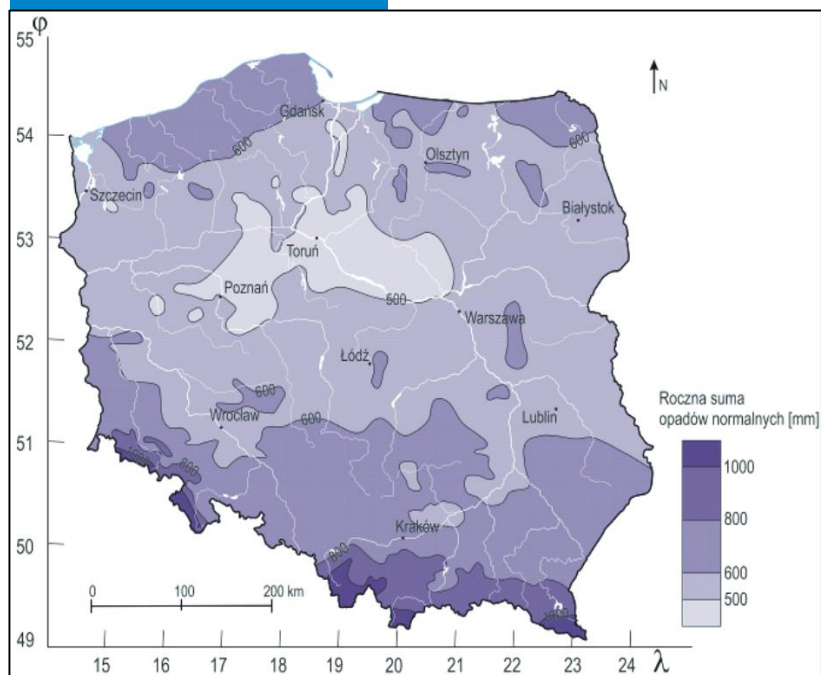 φ
55
54
53
52
51
50
49
N
Gdańsk
600
Olsztyn
600
Szczecin
Białystok
Toruń
Poznań
500
Warszawa
Łódź
600
600
Wrocław
Lublin
800
Kraków
800
0 100 200 km
15 16 17 18 19 20 21 22 23 24 λ
Roczna suma
opadów normalnych [mm]
1000
800
600
500